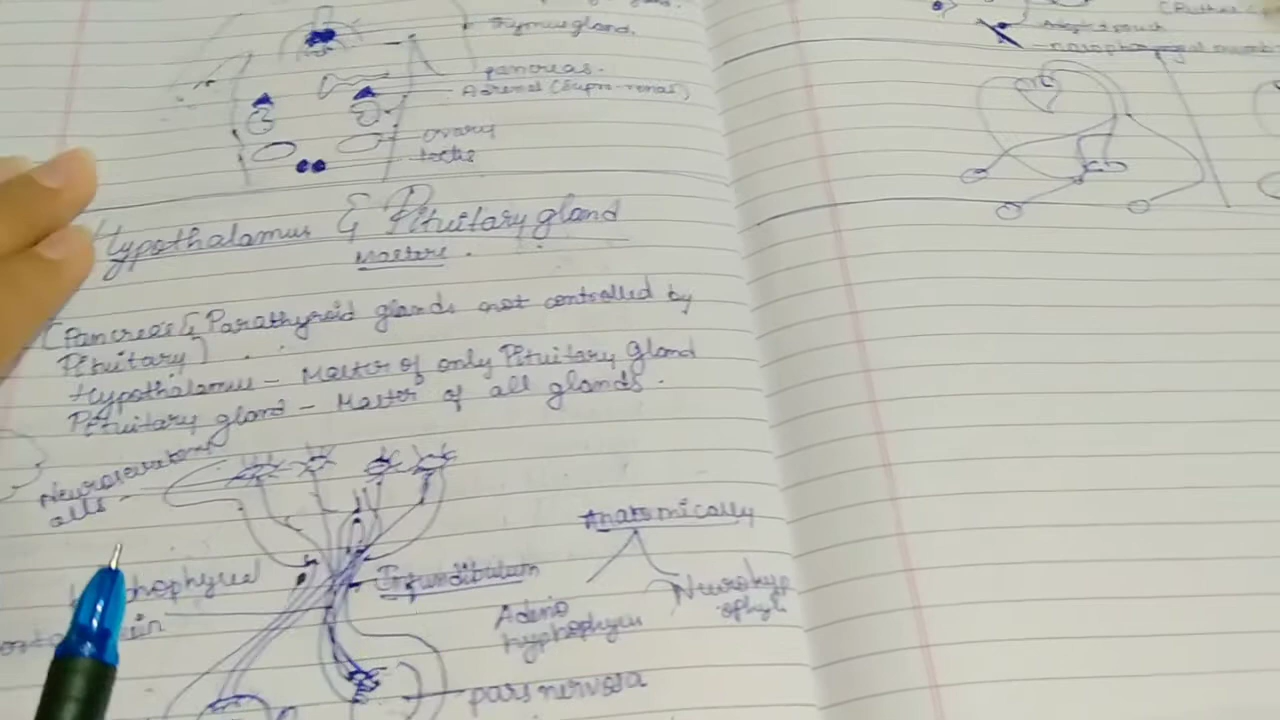 Thymus gland.
pancreas.
Adrenal (Supra-renal)
ovary
testis
Hypothalamus & Pituitary gland
Masters.
[Pancreas & Parathyroid glands not controlled by
Pituitary].
Hypothalamus - Master of only Pituitary Gland
Pituitary gland - Master of all glands.
Neurosecretory
cells
Infundibulum
Anatomically
Adeno
hyphophysis
Neurohyp
ophysis
pars nervosa